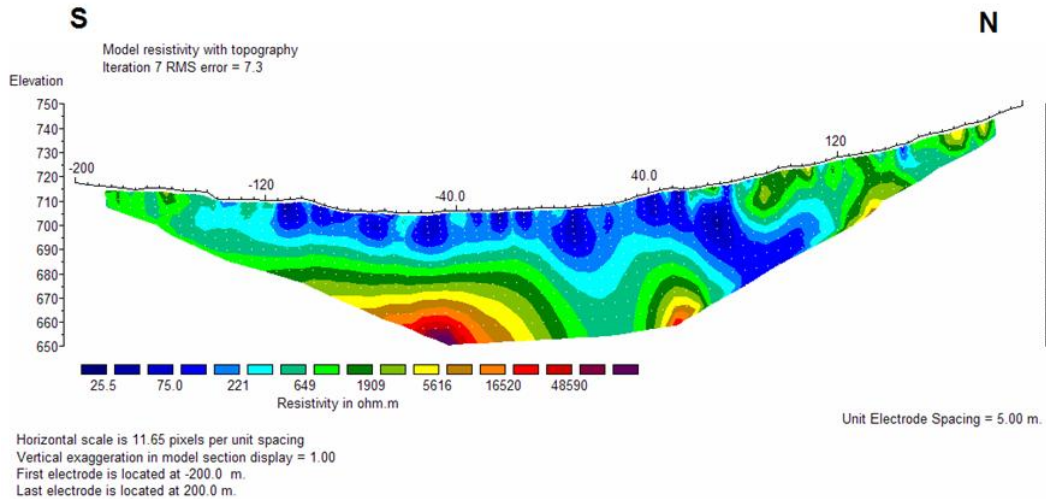 S N
Model resistivity with topography
Iteration 7 RMS error = 7.3
Elevation
750
740
730
720
710
700
690
680
670
660
650
-200
-120
-40.0
40.0
120
25.5 75.0 221 649 1909 5616 16520 48590
Resistivity in ohm.m
Unit Electrode Spacing = 5.00 m.
Horizontal scale is 11.65 pixels per unit spacing
Vertical exaggeration in model section display = 1.00
First electrode is located at -200.0 m.
Last electrode is located at 200.0 m.